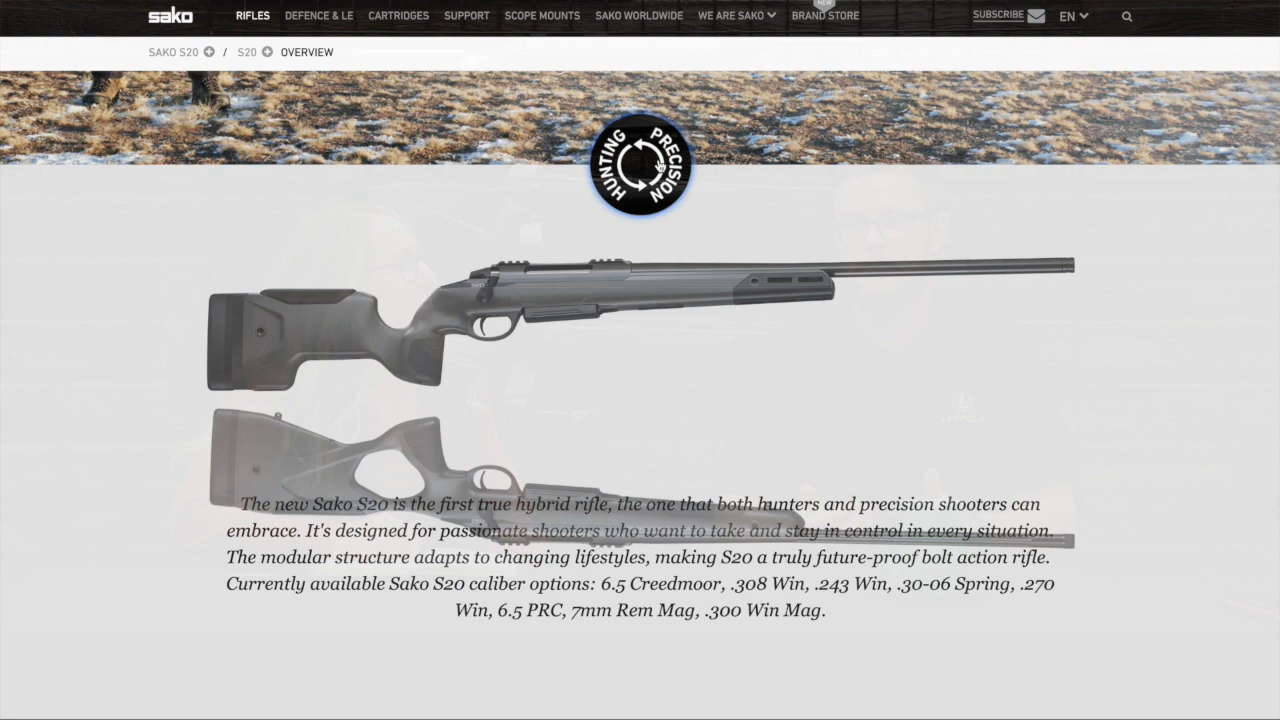 sako RIFLES DEFENCE & LE CARTRIDGES SUPPORT SCOPE MOUNTS SAKO WORLDWIDE WE ARE SAKO BRAND STORE NEW SUBSCRIBE EN
SAKO S20 / S20 OVERVIEW
HUNTING PRECISION
The new Sako S20 is the first true hybrid rifle, the one that both hunters and precision shooters can
embrace. It's designed for passionate shooters who want to take and stay in control in every situation.
The modular structure adapts to changing lifestyles, making S20 a truly future-proof bolt action rifle.
Currently available Sako S20 caliber options: 6.5 Creedmoor, .308 Win, .243 Win, .30-06 Spring, .270
Win, 6.5 PRC, 7mm Rem Mag, .300 Win Mag.